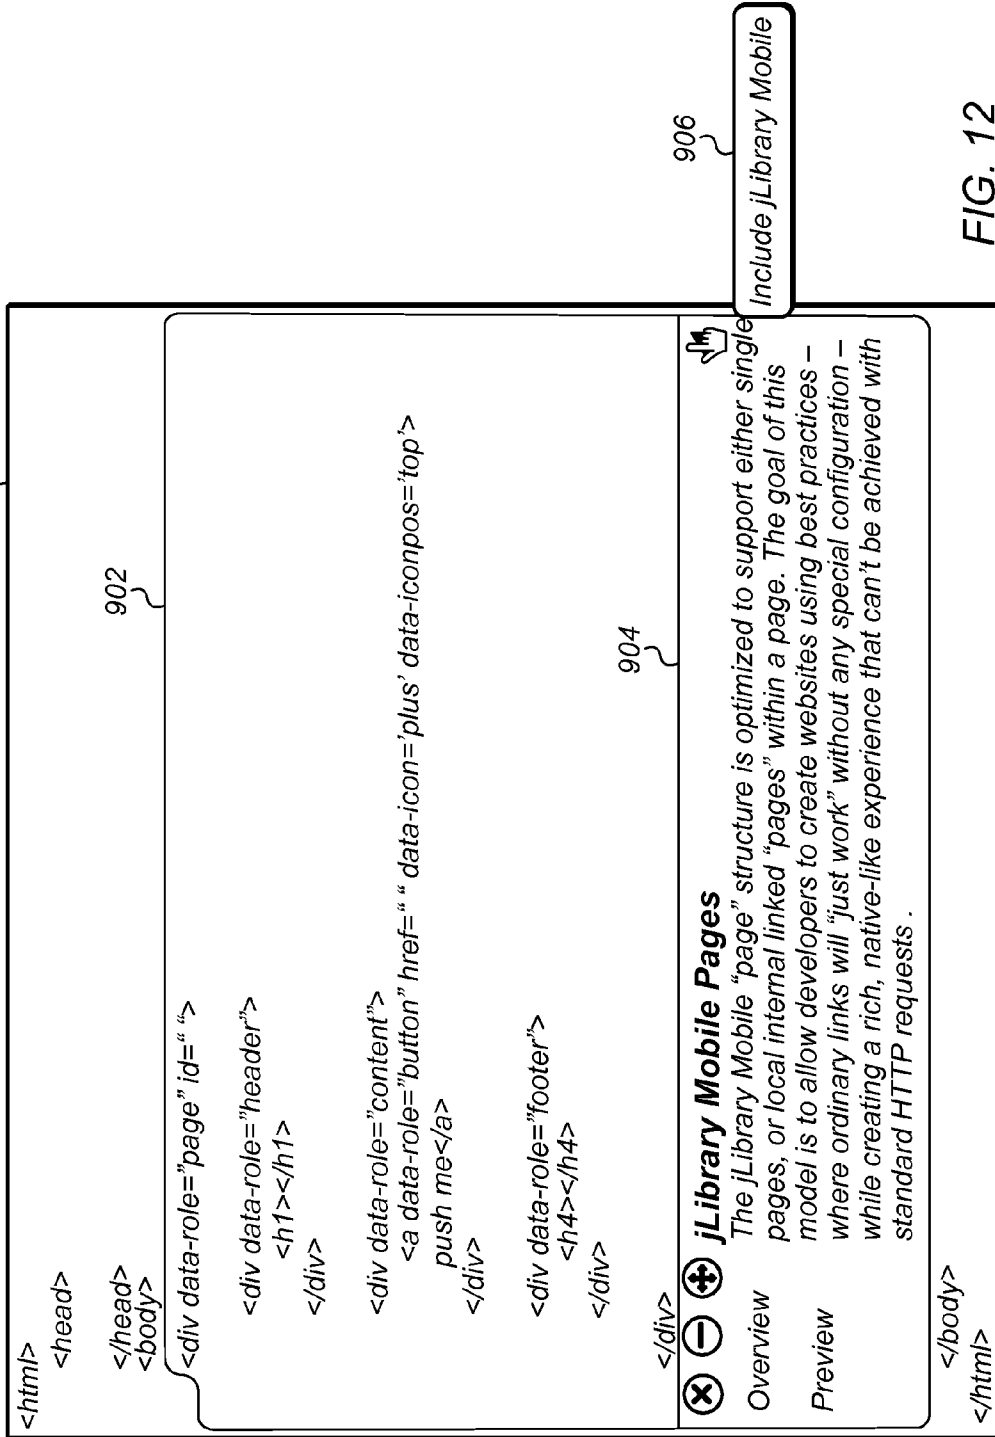 <html>
<head>
</head>
<body>
902
<div data-role=”page” id=“ “>
<div data-role=”header”>
<h1></h1>
</div>
<div data-role=”content”>
<a data-role=”button” href=“ “ data-icon=’plus’ data-iconpos=’top’>
push me</a>
</div>
<div data-role=”footer”>
<h4></h4>
</div>
</div>
904
jLibrary Mobile Pages
906
Include jLibrary Mobile
Overview
Preview
The jLibrary Mobile “page” structure is optimized to support either single
pages, or local internal linked “pages” within a page. The goal of this
model is to allow developers to create websites using best practices –
where ordinary links will “just work” without any special configuration –
while creating a rich, native-like experience that can’t be achieved with
standard HTTP requests .
</body>
</html>
FIG. 12